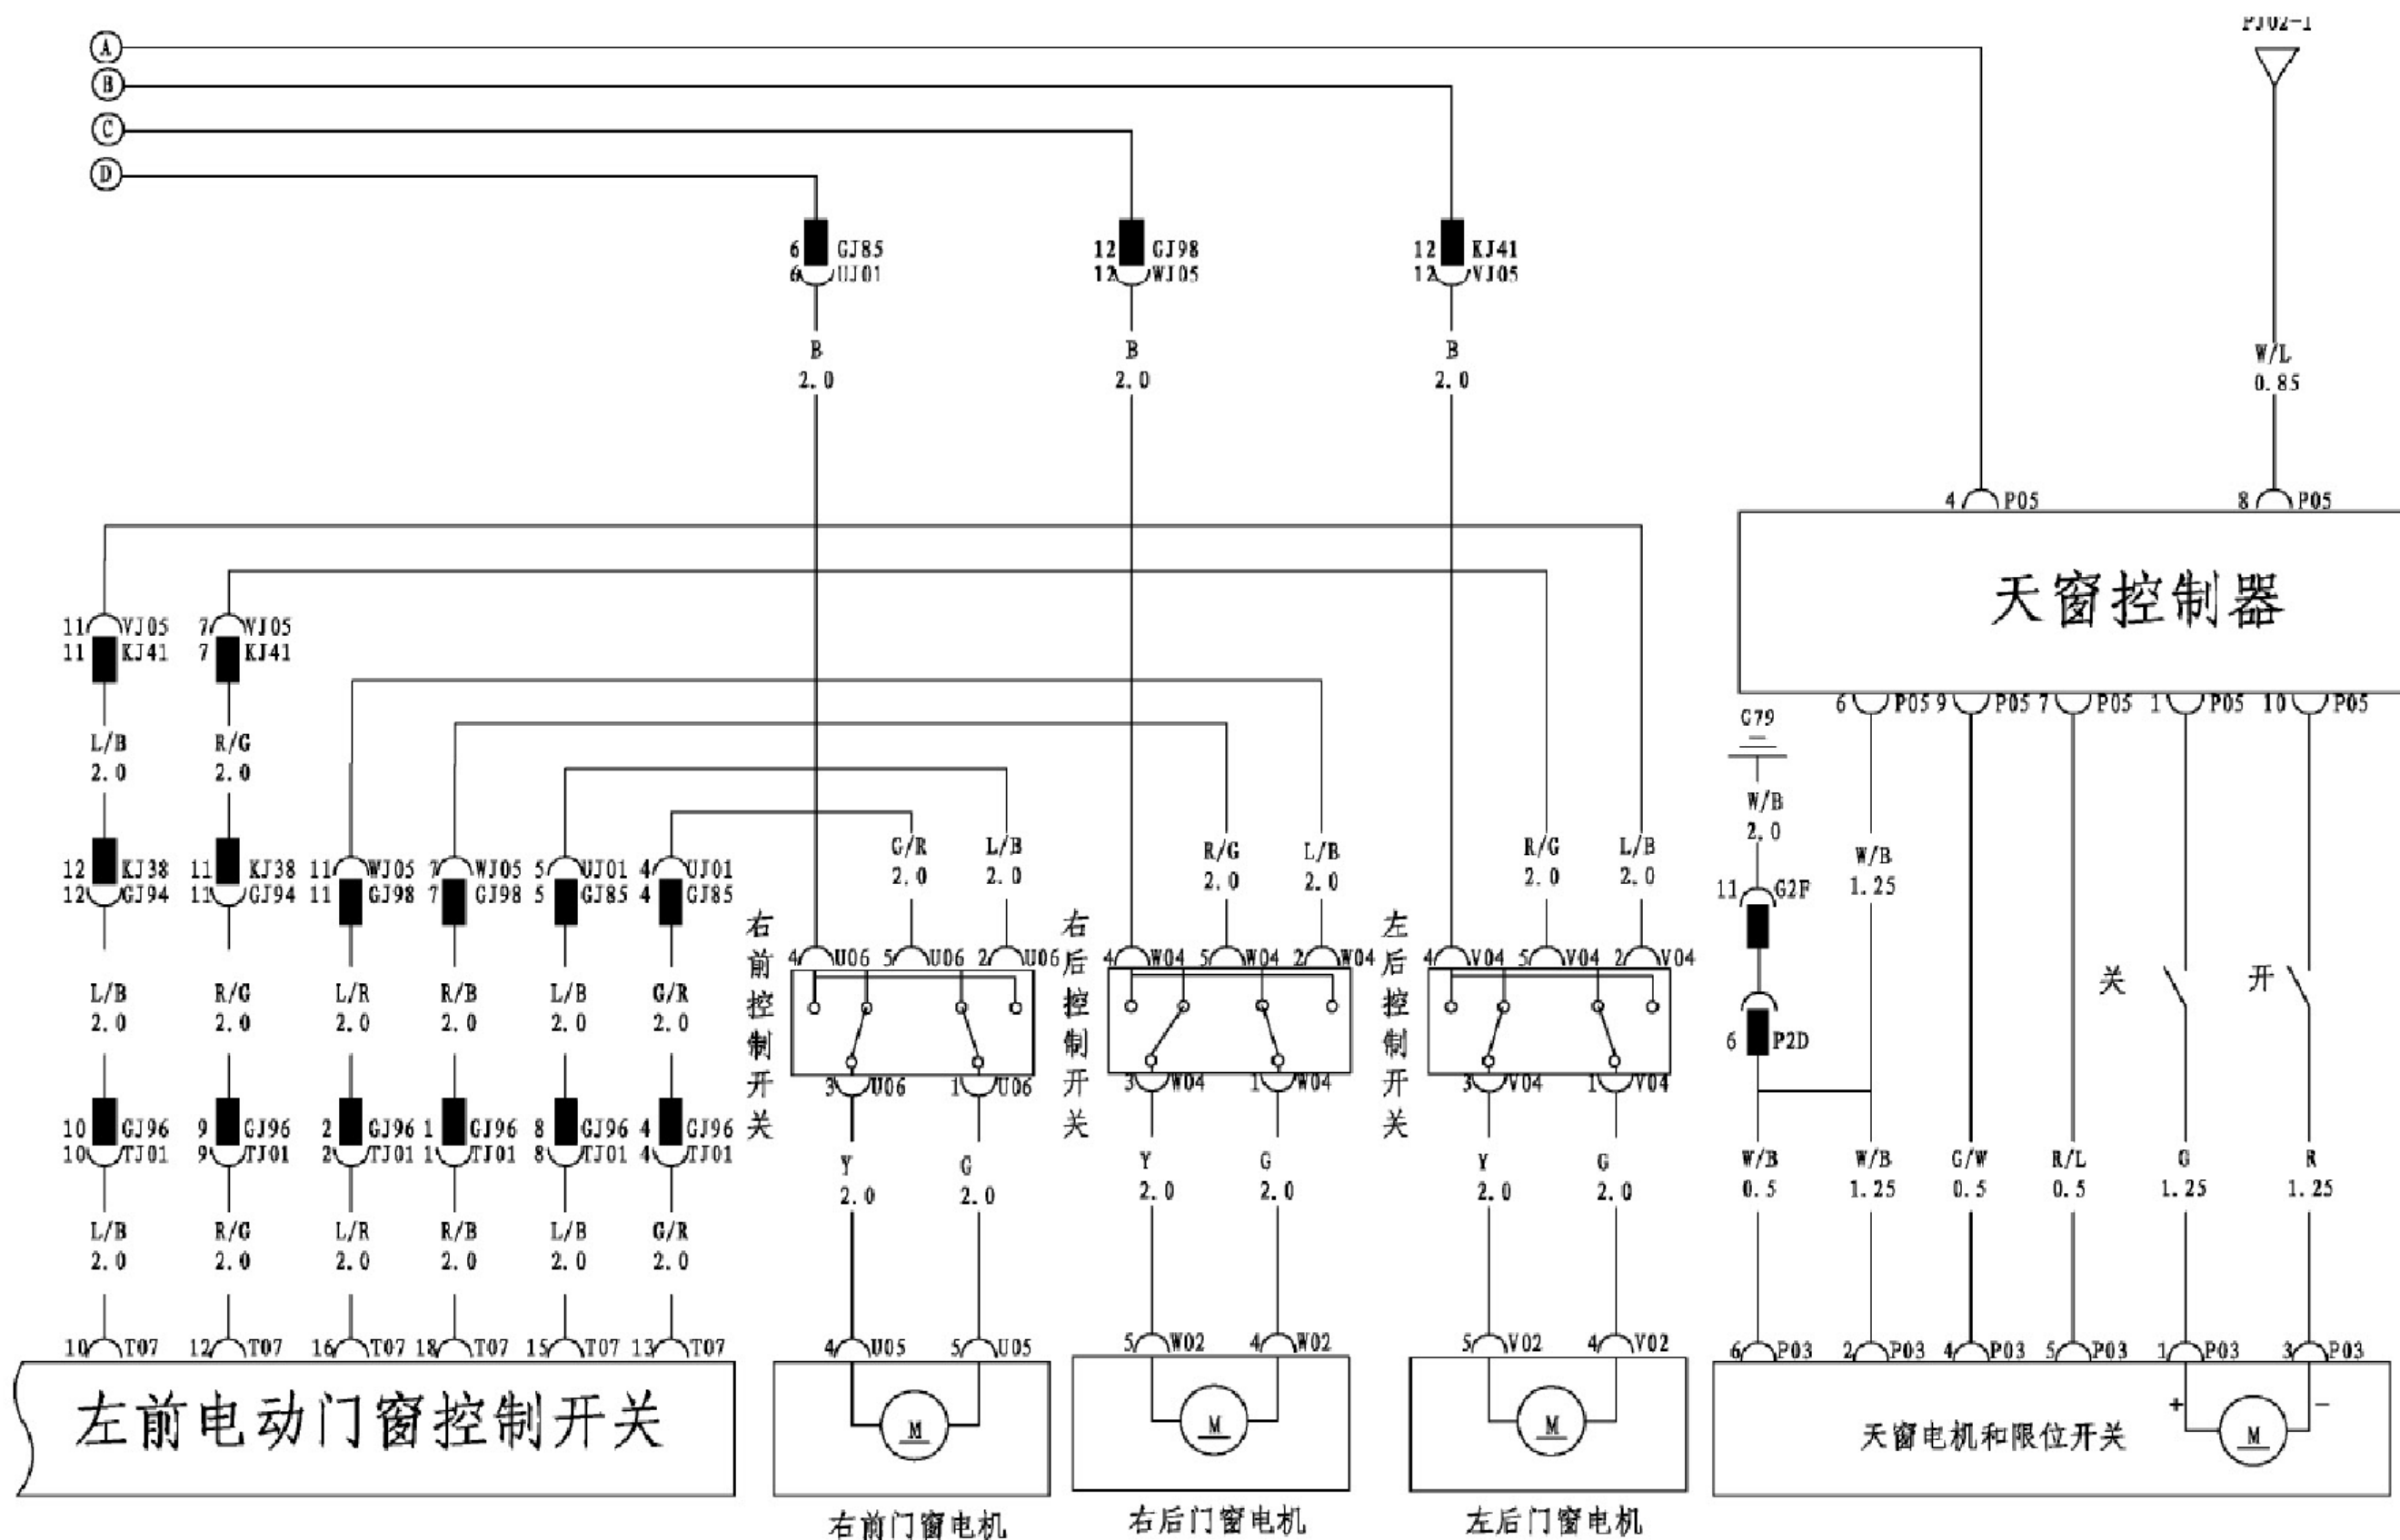 PJ02-1
A
B
C
D
6 GJ85
6 UJ01
12 GJ98
12 WJ05
12 KJ41
12 VJ05
B
2.0
B
2.0
B
2.0
W/L
0.85
4 P05
8 P05
天窗控制器
11 VJ05
11 KJ41
7 VJ05
7 KJ41
6 P05
9 P05
7 P05
1 P05
10 P05
L/B
2.0
R/G
2.0
G79
W/B
2.0
12 KJ38
12 GJ94
11 KJ38
11 GJ94
11 WJ05
11 GJ98
7 WJ05
7 GJ98
5 UJ01
5 GJ85
4 UJ01
4 GJ85
G/R
2.0
L/B
2.0
R/G
2.0
L/B
2.0
R/G
2.0
L/B
2.0
W/B
1.25
11 G2F
6 P2D
右前控制开关
4 U06
5 U06
2 U06
右后控制开关
4 W04
5 W04
2 W04
左后控制开关
4 V04
5 V04
2 V04
关
开
L/B
2.0
R/G
2.0
L/R
2.0
R/B
2.0
L/B
2.0
G/R
2.0
3 U06
1 U06
3 W04
1 W04
3 V04
1 V04
10 GJ96
10 TJ01
9 GJ96
9 TJ01
2 GJ96
2 TJ01
1 GJ96
1 TJ01
8 GJ96
8 TJ01
4 GJ96
4 TJ01
Y
2.0
G
2.0
Y
2.0
G
2.0
Y
2.0
G
2.0
W/B
0.5
W/B
1.25
G/W
0.5
R/L
0.5
G
1.25
R
1.25
L/B
2.0
R/G
2.0
L/R
2.0
R/B
2.0
L/B
2.0
G/R
2.0
10 T07
12 T07
16 T07
18 T07
15 T07
13 T07
4 U05
5 U05
5 W02
4 W02
5 V02
4 V02
6 P03
2 P03
4 P03
5 P03
1 P03
3 P03
左前电动门窗控制开关
M
M
M
天窗电机和限位开关
+
M
−
右前门窗电机
右后门窗电机
左后门窗电机